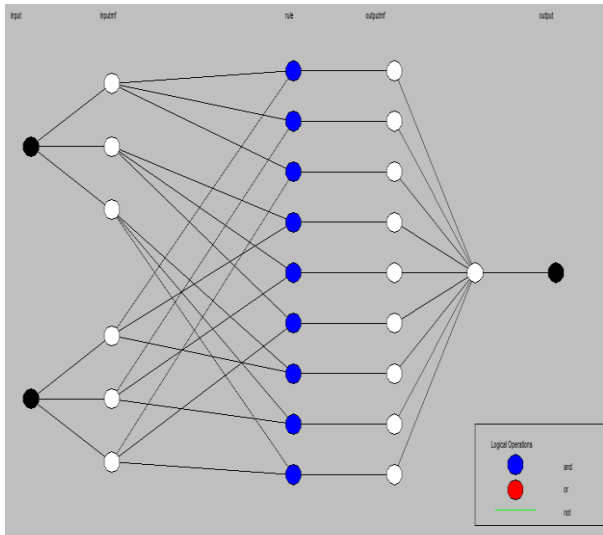 input inputmf rule outputmf output
Logical Operations
and
or
not